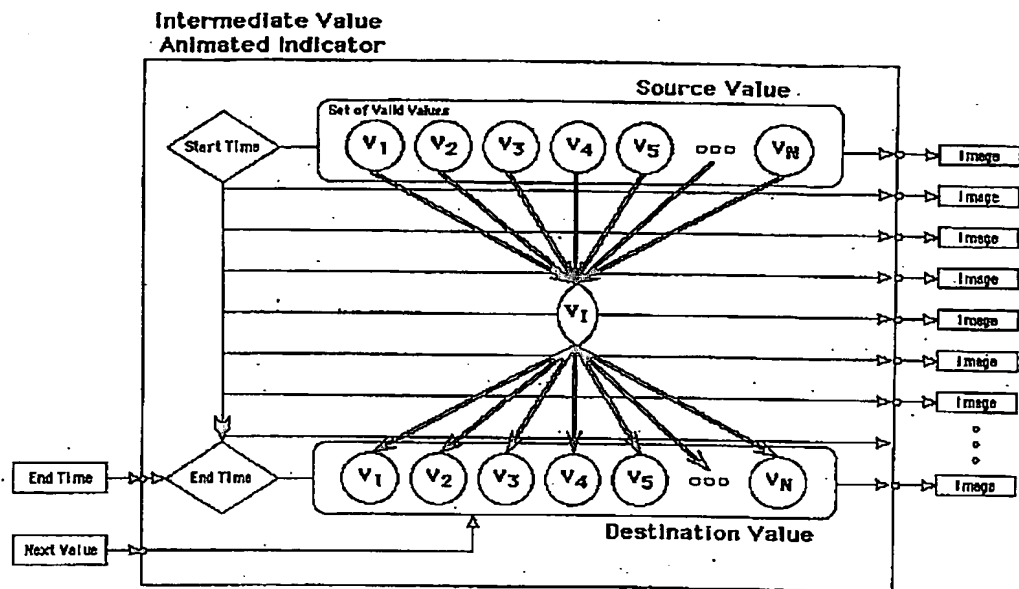 Intermediate Value
Animated Indicator
Source Value
Set of Valid Values
Start Time
V1 V2 V3 V4 V5 VN
Image
Image
Image
Image
VI
Image
Image
Image
End Time
End Time
V1 V2 V3 V4 V5 VN
Image
Next Value
Destination Value